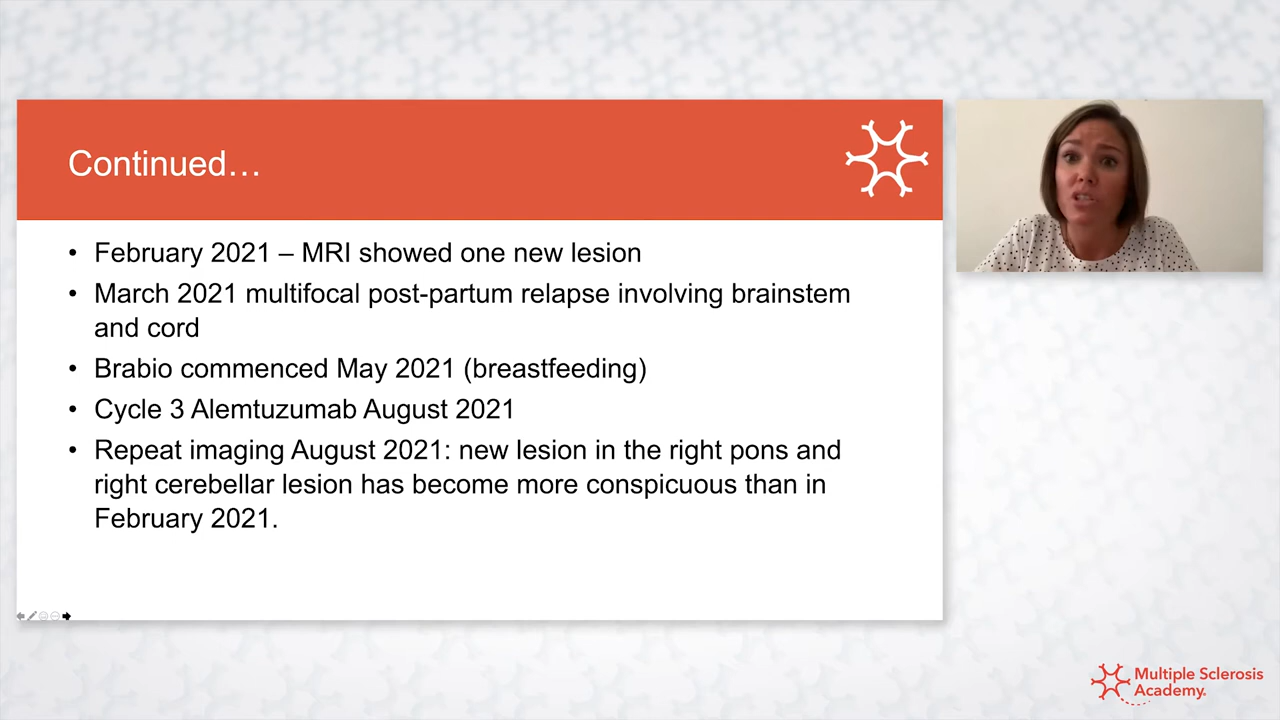 Continued…
• February 2021 – MRI showed one new lesion
• March 2021 multifocal post-partum relapse involving brainstem
and cord
• Brabio commenced May 2021 (breastfeeding)
• Cycle 3 Alemtuzumab August 2021
• Repeat imaging August 2021: new lesion in the right pons and
right cerebellar lesion has become more conspicuous than in
February 2021.
Multiple Sclerosis
Academy.